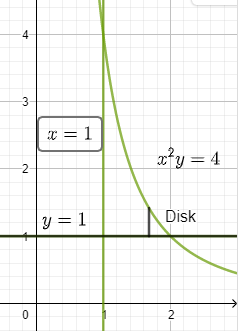 4
3
x = 1
x²y = 4
2
y = 1
Disk
1
0
1
2